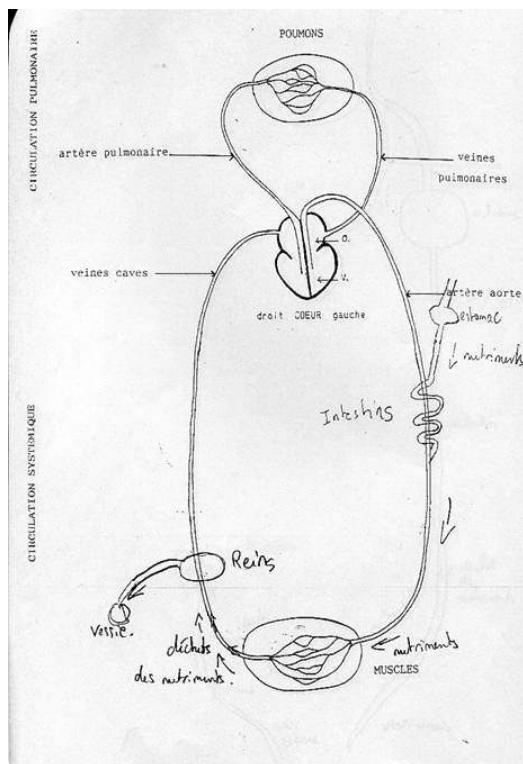 CIRCULATION PULMONAIRE
POUMONS
artère pulmonaire
veines
pulmonaires
O.
veines caves
V.
artère aorte
droit COEUR gauche
estomac
nutriments
Intestins
CIRCULATION SYSTEMIQUE
Reins
Vessie.
déchets
des nutriments.
nutriments
MUSCLES